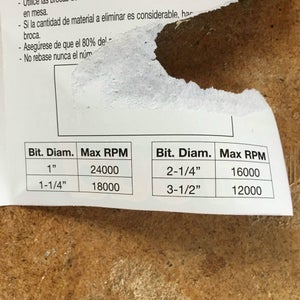 - Utilice las brocas
en mesa.
- Si la cantidad de material a eliminar es considerable, hag
broca.
- Asegúrese de que el 80% del
- No rebase nunca el núm
Bit. Diam. Max RPM
1” 24000
1-1/4” 18000
Bit. Diam. Max RPM
2-1/4” 16000
3-1/2” 12000